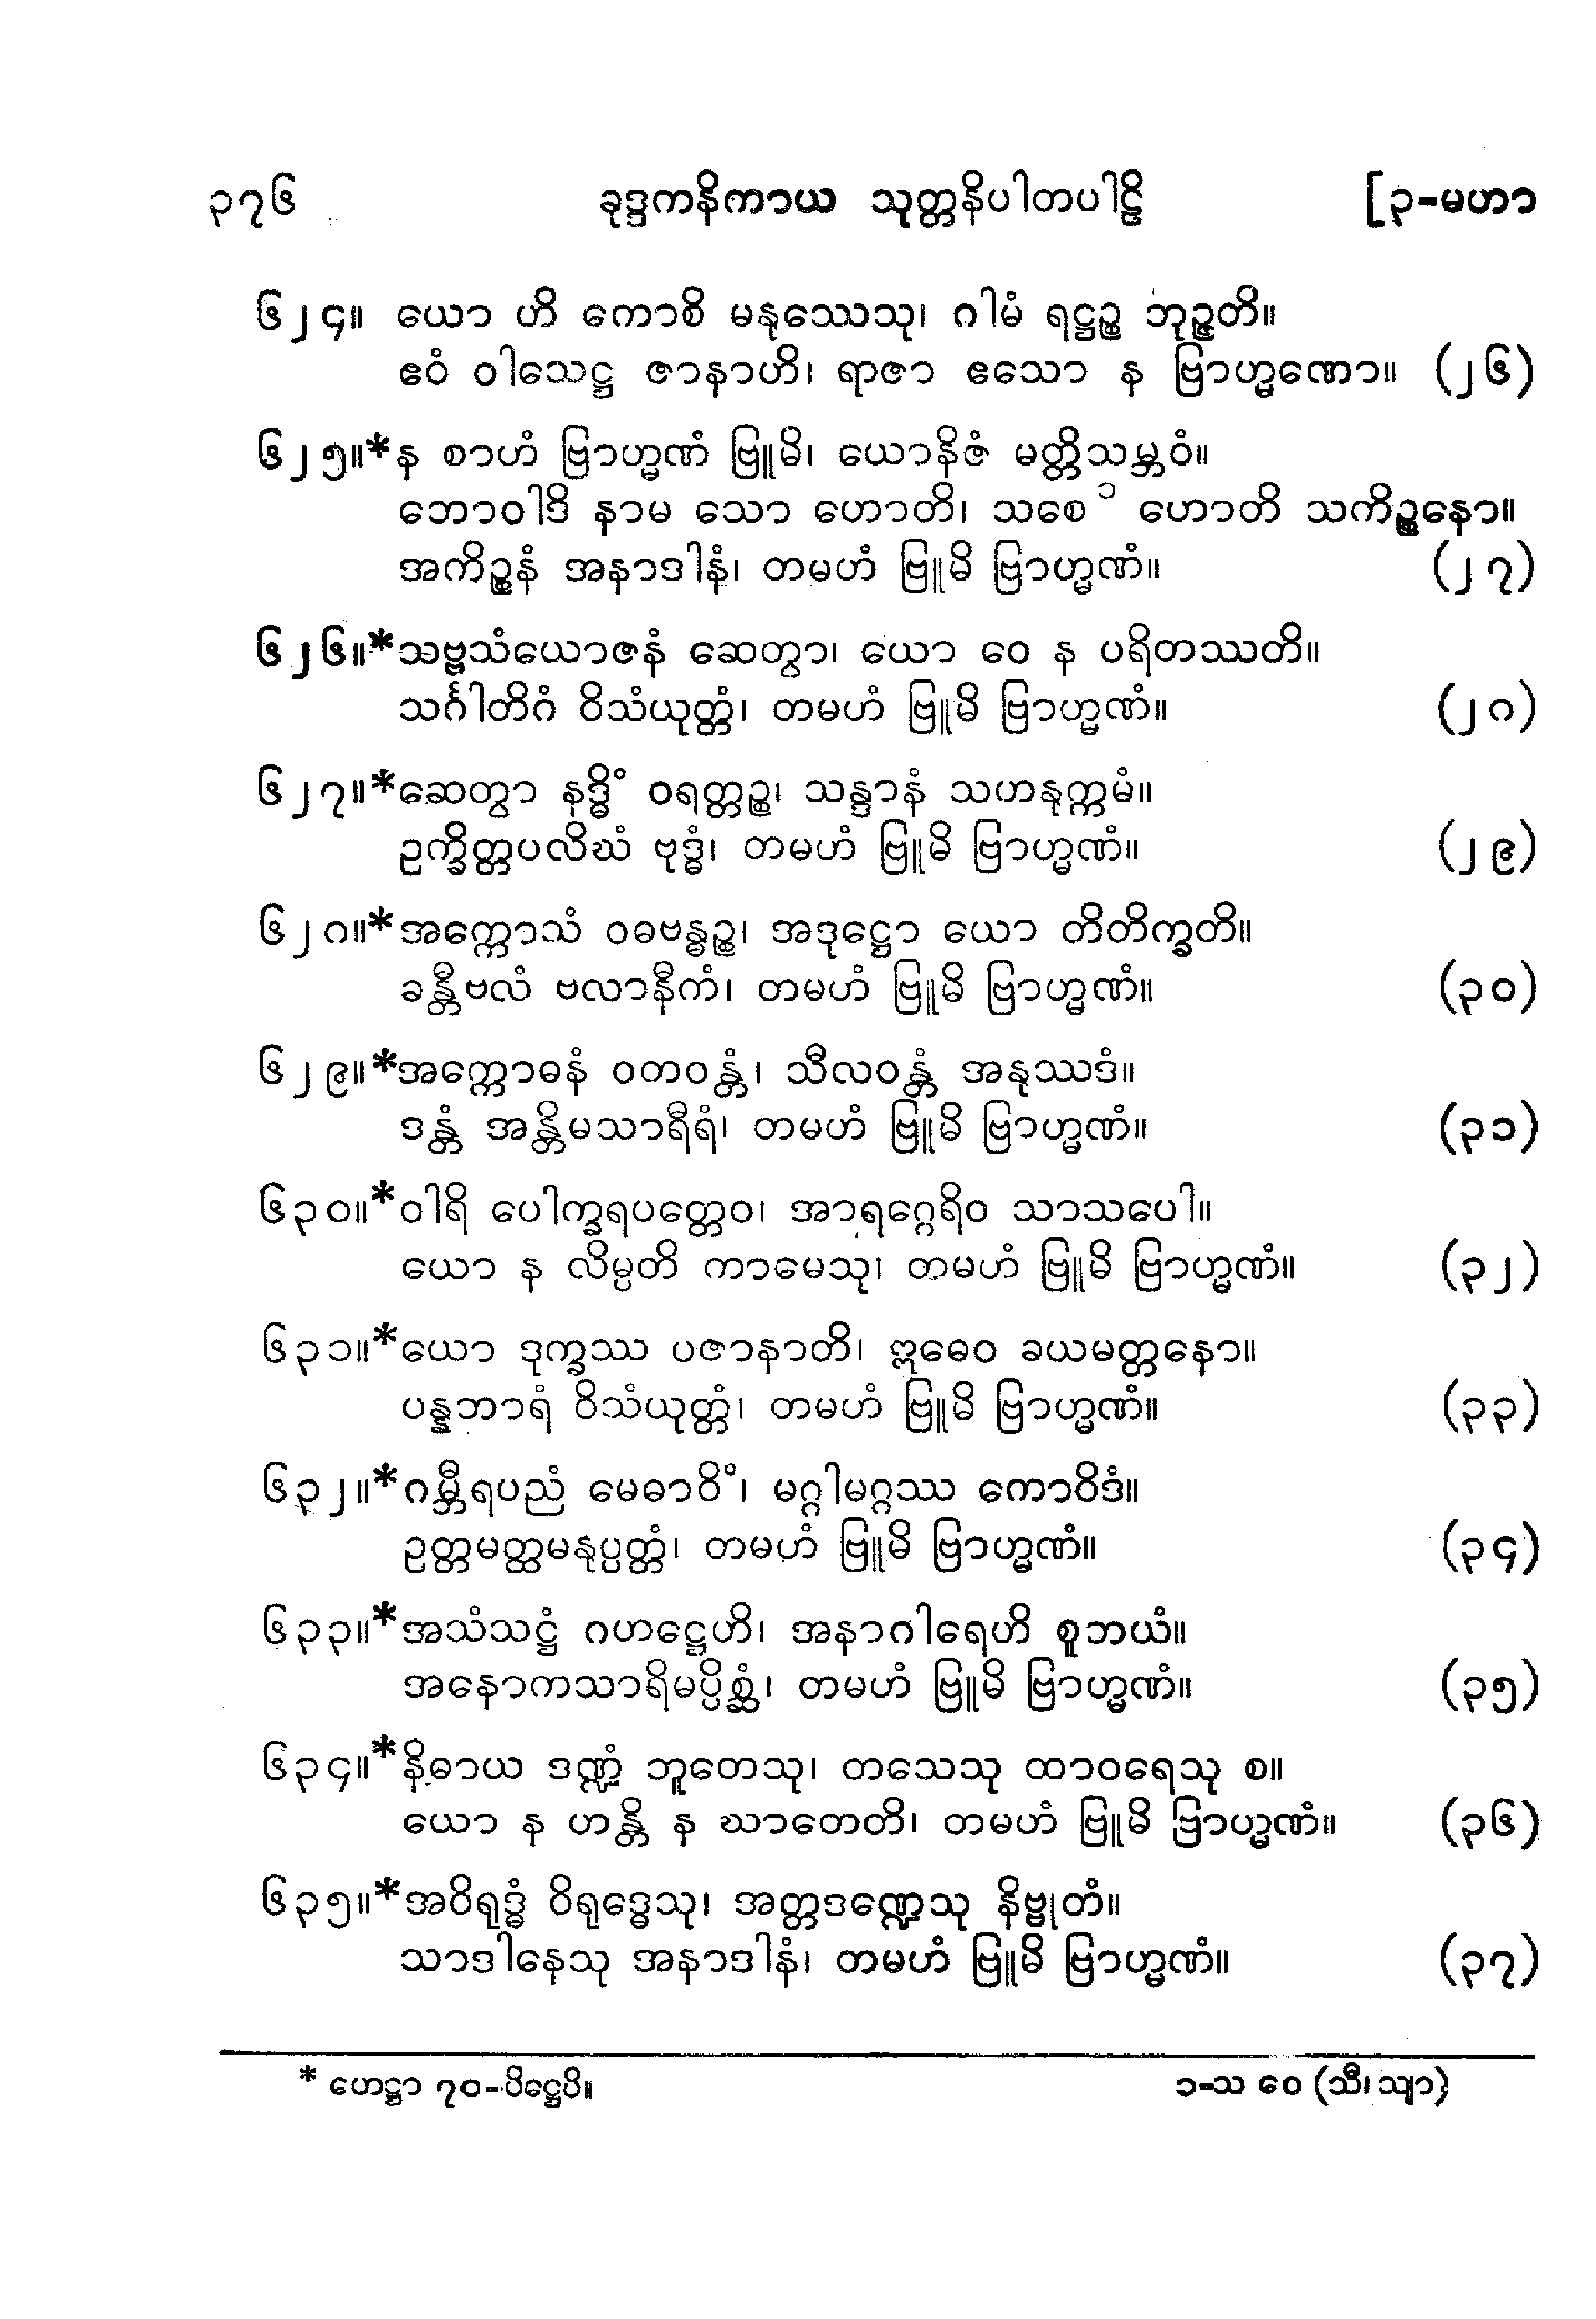 ၃၇၆ ခုဒ္ဒကနိကာယ သုတ္တနိပါတပါဠိ [၃-မဟာ
၆၂၄။ ယော ဟိ ကောစိ မနုဿေသု၊ ဂါမံ ရဋ္ဌဉ္စ ဘုဉ္ဇတိ။
ဧဝံ ဝါသေဋ္ဌ ဇာနာဟိ၊ ရာဇာ ဧသော န ဗြာဟ္မဏော။ (၂၆)
၆၂၅။*န စာဟံ ဗြာဟ္မဏံ ဗြူမိ၊ ယောနိဇံ မတ္တိသမ္ဘဝံ။
ဘောဝါဒိ နာမ သော ဟောတိ၊ သစေ ၁ ဟောတိ သကိဉ္စနော။
အကိဉ္စနံ အနာဒါနံ၊ တမဟံ ဗြူမိ ဗြာဟ္မဏံ။ (၂၇)
၆၂၆။*သဗ္ဗသံယောဇနံ ဆေတွာ၊ ယော ဝေ န ပရိတဿတိ။
သင်္ဂါတိဂံ ဝိသံယုတ္တံ၊ တမဟံ ဗြူမိ ဗြာဟ္မဏံ။ (၂၈)
၆၂၇။*ဆေတွာ နဒ္ဓိံ ဝရတ္တဉ္စ၊ သန္ဒာနံ သဟနုက္ကမံ။
ဥက္ခိတ္တပလိဃံ ဗုဒ္ဓံ၊ တမဟံ ဗြူမိ ဗြာဟ္မဏံ။ (၂၉)
၆၂၈။*အက္ကောသံ ဝဓဗန္ဓဉ္စ၊ အဒုဋ္ဌော ယော တိတိက္ခတိ။
ခန္တီဗလံ ဗလာနီကံ၊ တမဟံ ဗြူမိ ဗြာဟ္မဏံ။ (၃၀)
၆၂၉။*အက္ကောဓနံ ဝတဝန္တံ၊ သီလဝန္တံ အနုဿဒံ။
ဒန္တံ အန္တိမသာရီရံ၊ တမဟံ ဗြူမိ ဗြာဟ္မဏံ။ (၃၁)
၆၃၀။*ဝါရိ ပေါက္ခရပတ္တေဝ၊ အာရဂ္ဂေရိဝ သာသပေါ။
ယော န လိမ္ပတိ ကာမေသု၊ တမဟံ ဗြူမိ ဗြာဟ္မဏံ။ (၃၂)
၆၃၁။*ယော ဒုက္ခဿ ပဇာနာတိ၊ ဣဓေဝ ခယမတ္တနော။
ပန္နဘာရံ ဝိသံယုတ္တံ၊ တမဟံ ဗြူမိ ဗြာဟ္မဏံ။ (၃၃)
၆၃၂။*ဂမ္ဘီရပညံ မေဓာဝိံ၊ မဂ္ဂါမဂ္ဂဿ ကောဝိဒံ။
ဥတ္တမတ္ထမနုပ္ပတ္တံ၊ တမဟံ ဗြူမိ ဗြာဟ္မဏံ။ (၃၄)
၆၃၃။*အသံသဋ္ဌံ ဂဟဋ္ဌေဟိ၊ အနာဂါရေဟိ စူဘယံ။
အနောကသာရိမပ္ပိစ္ဆံ၊ တမဟံ ဗြူမိ ဗြာဟ္မဏံ။ (၃၅)
၆၃၄။*နိဓာယ ဒဏ္ဍံ ဘူတေသု၊ တသေသု ထာဝရေသု စ။
ယော န ဟန္တိ န ဃာတေတိ၊ တမဟံ ဗြူမိ ဗြာဟ္မဏံ။ (၃၆)
၆၃၅။*အဝိရုဒ္ဓံ ဝိရုဒ္ဓေသု၊ အတ္တဒဏ္ဍေသု နိဗ္ဗုတံ။
သာဒါနေသု အနာဒါနံ၊ တမဟံ ဗြူမိ ဗြာဟ္မဏံ။ (၃၇)
* ဟေဋ္ဌာ ၇၀-ပိဋ္ဌေပိ။ ၁-သ ဝေ (သီ၊ သျာ)